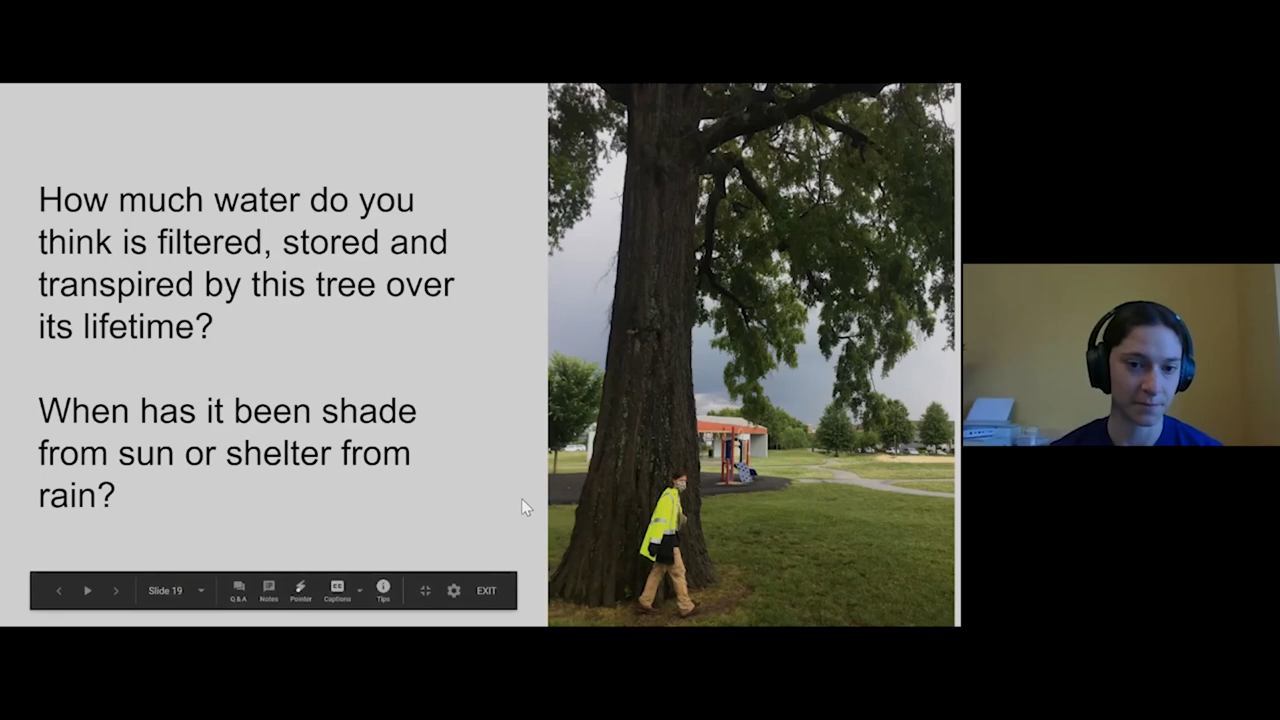 How much water do you
think is filtered, stored and
transpired by this tree over
its lifetime?
When has it been shade
from sun or shelter from
rain?
Slide 19
Q&A Notes Pointer Captions Tips EXIT
CC